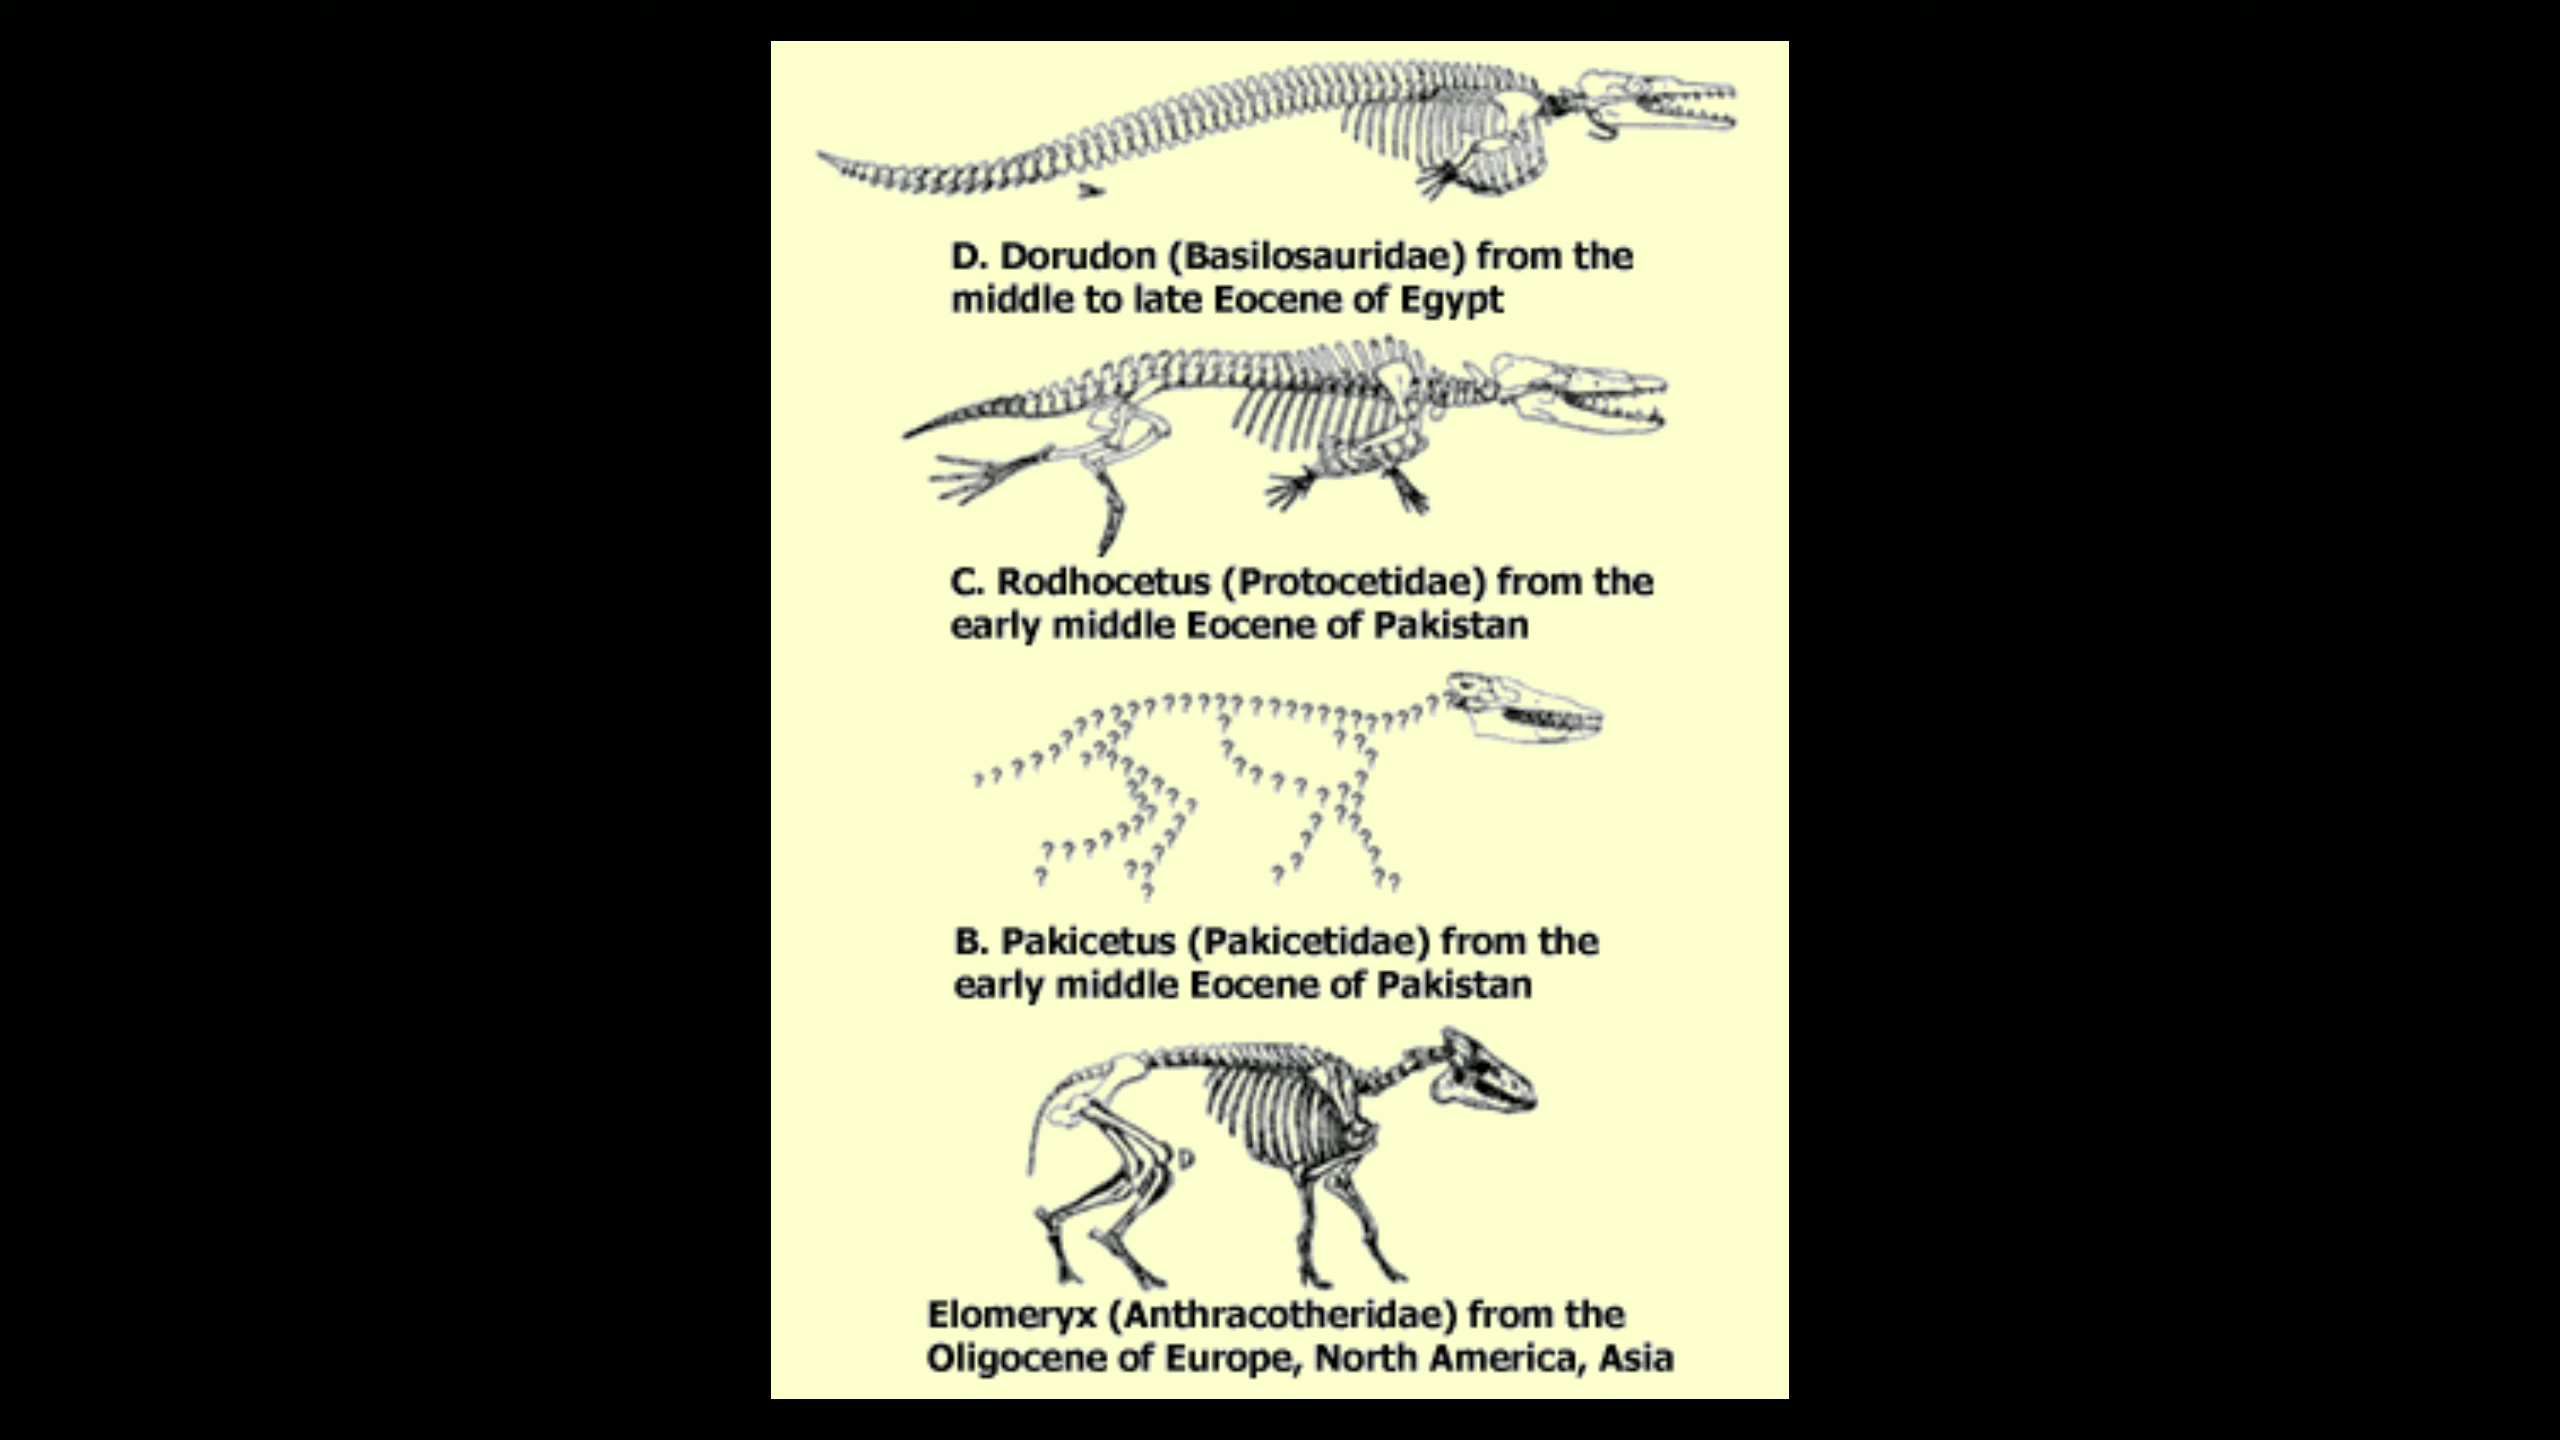 D. Dorudon (Basilosauridae) from the
middle to late Eocene of Egypt
C. Rodhocetus (Protocetidae) from the
early middle Eocene of Pakistan
B. Pakicetus (Pakicetidae) from the
early middle Eocene of Pakistan
Elomeryx (Anthracotheridae) from the
Oligocene of Europe, North America, Asia